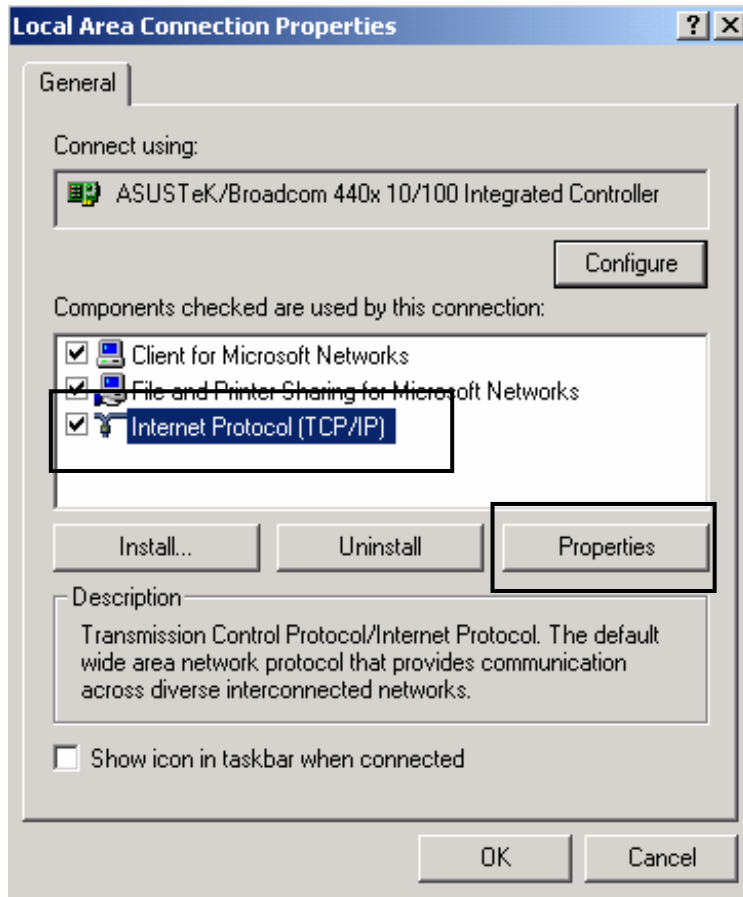 Local Area Connection Properties
General
Connect using:
ASUSTeK/Broadcom 440x 10/100 Integrated Controller
Configure
Components checked are used by this connection:
Client for Microsoft Networks
File and Printer Sharing for Microsoft Networks
Internet Protocol (TCP/IP)
Install... Uninstall Properties
Description
Transmission Control Protocol/Internet Protocol. The default
wide area network protocol that provides communication
across diverse interconnected networks.
Show icon in taskbar when connected
OK Cancel